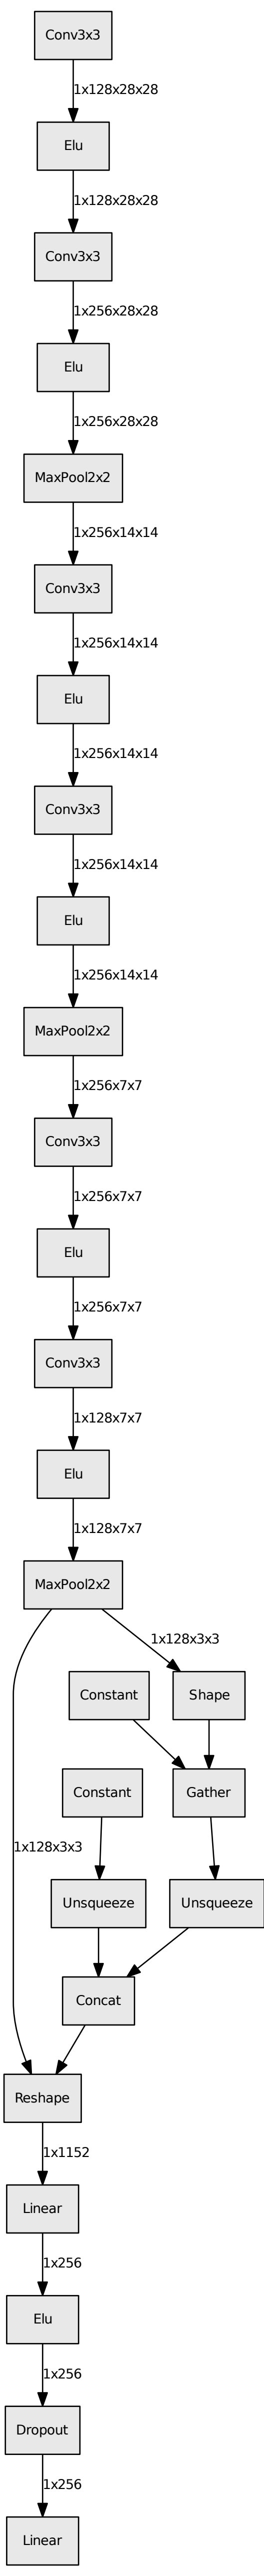 Conv3x3
1x128x28x28
Elu
1x128x28x28
Conv3x3
1x256x28x28
Elu
1x256x28x28
MaxPool2x2
1x256x14x14
Conv3x3
1x256x14x14
Elu
1x256x14x14
Conv3x3
1x256x14x14
Elu
1x256x14x14
MaxPool2x2
1x256x7x7
Conv3x3
1x256x7x7
Elu
1x256x7x7
Conv3x3
1x128x7x7
Elu
1x128x7x7
MaxPool2x2
1x128x3x3
Constant Shape
Constant Gather
1x128x3x3
Unsqueeze Unsqueeze
Concat
Reshape
1x1152
Linear
1x256
Elu
1x256
Dropout
1x256
Linear